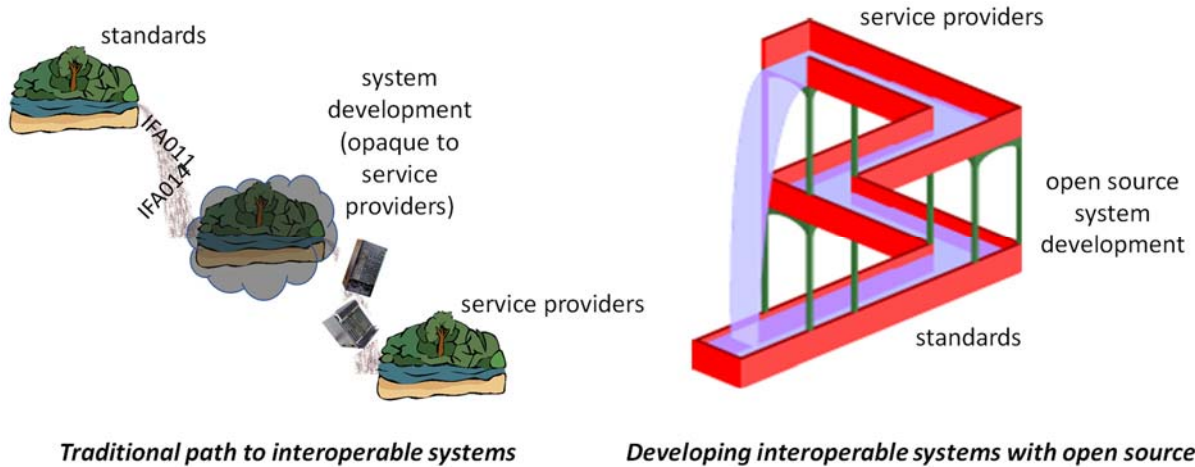 standards
IFA011
IFA014
system
development
(opaque to
service
providers)
service providers
Traditional path to interoperable systems
service providers
open source
system
development
standards
Developing interoperable systems with open source